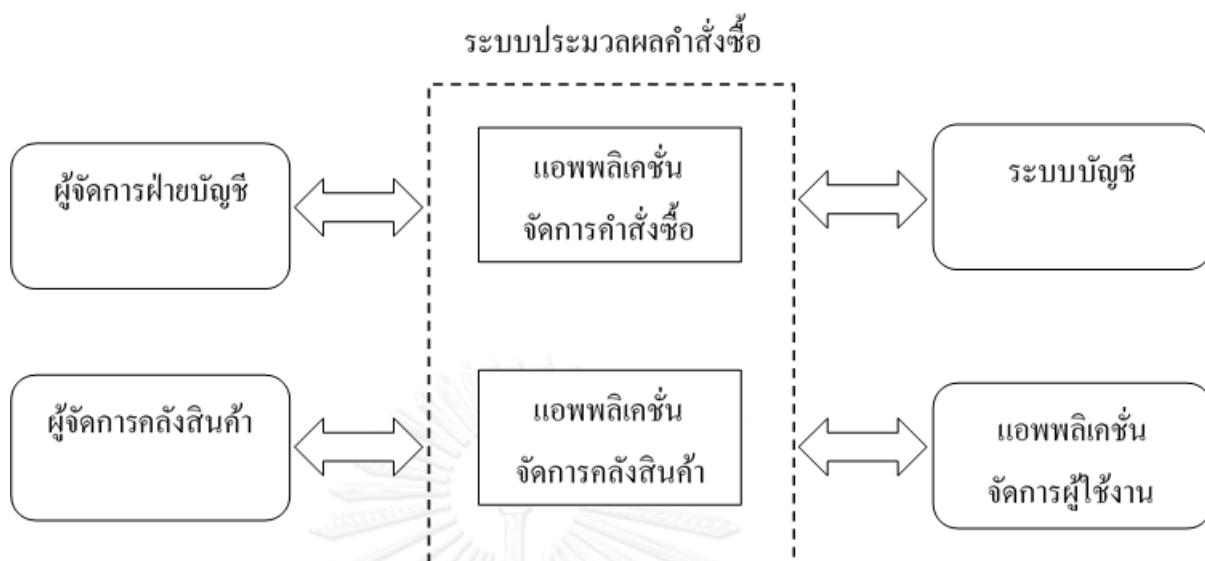 ระบบประมวลผลคำสั่งซื้อ
ผู้จัดการฝ่ายบัญชี
แอพพลิเคชั่น
จัดการคำสั่งซื้อ
ระบบบัญชี
ผู้จัดการคลังสินค้า
แอพพลิเคชั่น
จัดการคลังสินค้า
แอพพลิเคชั่น
จัดการผู้ใช้งาน